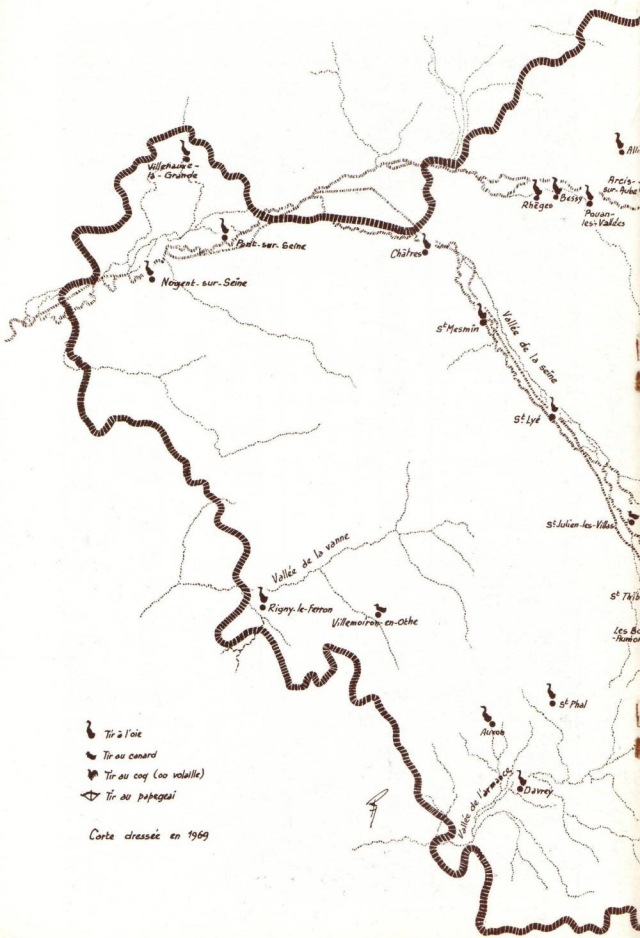 Villenauxe-
la-Grande
Pont-sur-Seine
Nogent-sur-Seine
Châtres
Rhèges
Bessy
Pouan-
les-Vallées
Arcis-
sur-Aube
Vallée de la seine
St Mesmin
St Lyé
St Julien-les-Villas
Vallée de la vanne
Rigny-le-Ferron
Villemoiron-en-Othe
St Phal
Auxon
Davrey
Vallée de l'armance
Tir à l'oie
Tir au canard
Tir au coq (ou volaille)
Tir au papegeai
Carte dressée en 1969